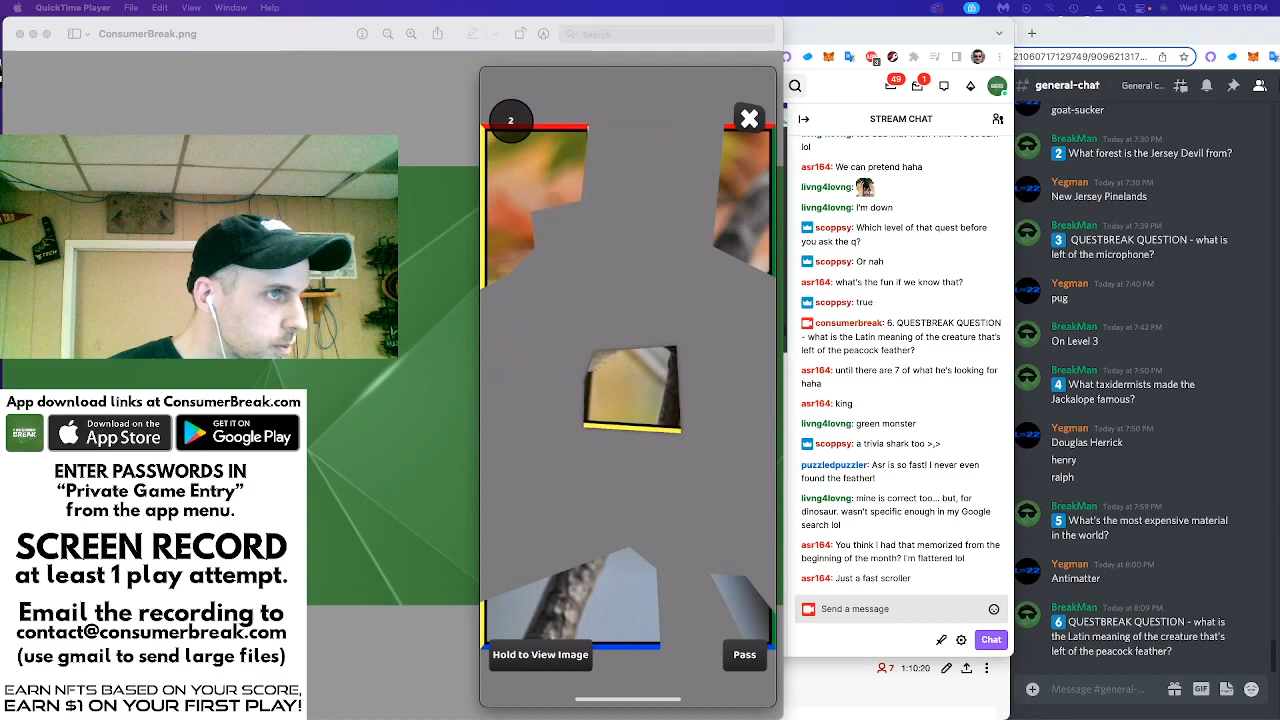 QuickTime Player File Edit View Window Help
Wed Mar 30 8:16 PM
ConsumerBreak.png
Search
2
Hold to View Image
Pass
App download links at ConsumerBreak.com
CONSUMER
BREAK
Download on the
App Store
GET IT ON
Google Play
ENTER PASSWORDS IN
“Private Game Entry”
from the app menu.
SCREEN RECORD
at least 1 play attempt.
Email the recording to
contact@consumerbreak.com
(use gmail to send large files)
EARN NFTS BASED ON YOUR SCORE,
EARN $1 ON YOUR FIRST PLAY!
49
1
STREAM CHAT
lol
asr164: We can pretend haha
livng4lovng:
livng4lovng: I'm down
scoppsy: Which level of that quest before
you ask the q?
scoppsy: Or nah
asr164: what's the fun if we know that?
scoppsy: true
consumerbreak: 6. QUESTBREAK QUESTION
- what is the Latin meaning of the creature that's
left of the peacock feather?
asr164: until there are 7 of what he's looking for
haha
asr164: king
livng4lovng: green monster
scoppsy: a trivia shark too >,>
puzzledpuzzler: Asr is so fast! I never even
found the feather!
livng4lovng: mine is correct too... but, for
dinosaur. wasn't specific enough in my Google
search lol
asr164: You think I had that memorized from the
beginning of the month? I'm flattered lol
asr164: Just a fast scroller
Send a message
Chat
7 1:10:20
21060717129749/909621317...
general-chat
General c...
goat-sucker
BreakMan Today at 7:30 PM
2 What forest is the Jersey Devil from?
Yegman Today at 7:30 PM
New Jersey Pinelands
BreakMan Today at 7:39 PM
3 QUESTBREAK QUESTION - what is
left of the microphone?
Yegman Today at 7:40 PM
pug
BreakMan Today at 7:42 PM
On Level 3
BreakMan Today at 7:50 PM
4 What taxidermists made the
Jackalope famous?
Yegman Today at 7:50 PM
Douglas Herrick
henry
ralph
BreakMan Today at 7:59 PM
5 What's the most expensive material
in the world?
Yegman Today at 8:00 PM
Antimatter
BreakMan Today at 8:09 PM
6 QUESTBREAK QUESTION - what is
the Latin meaning of the creature that's
left of the peacock feather?
Message #general-...
GIF